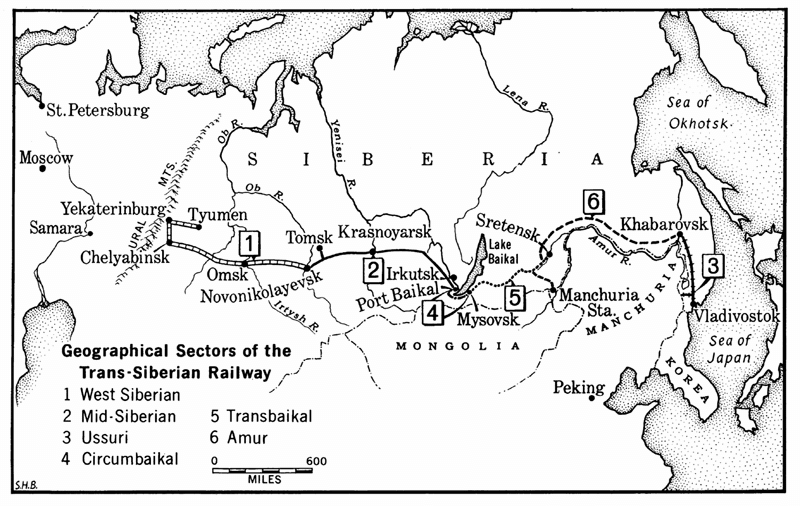 St. Petersburg
Moscow
Samara
URAL MTS.
Yekaterinburg
Tyumen
Chelyabinsk
Omsk
1
Novonikolayevsk
Irtysh R.
Ob R.
Ob R.
Yenisei R.
Lena R.
SIBERIA
Tomsk
Krasnoyarsk
2
Irkutsk
Port Baikal
4
Mysovsk
Lake
Baikal
5
Sretensk
6
Amur R.
Khabarovsk
3
Vladivostok
Manchuria
Sta.
MANCHURIA
MONGOLIA
Peking
KOREA
Sea of
Okhotsk
Sea of
Japan
Geographical Sectors of the
Trans-Siberian Railway
1 West Siberian
2 Mid-Siberian
3 Ussuri
4 Circumbaikal
5 Transbaikal
6 Amur
0 600
MILES
S.H.B.